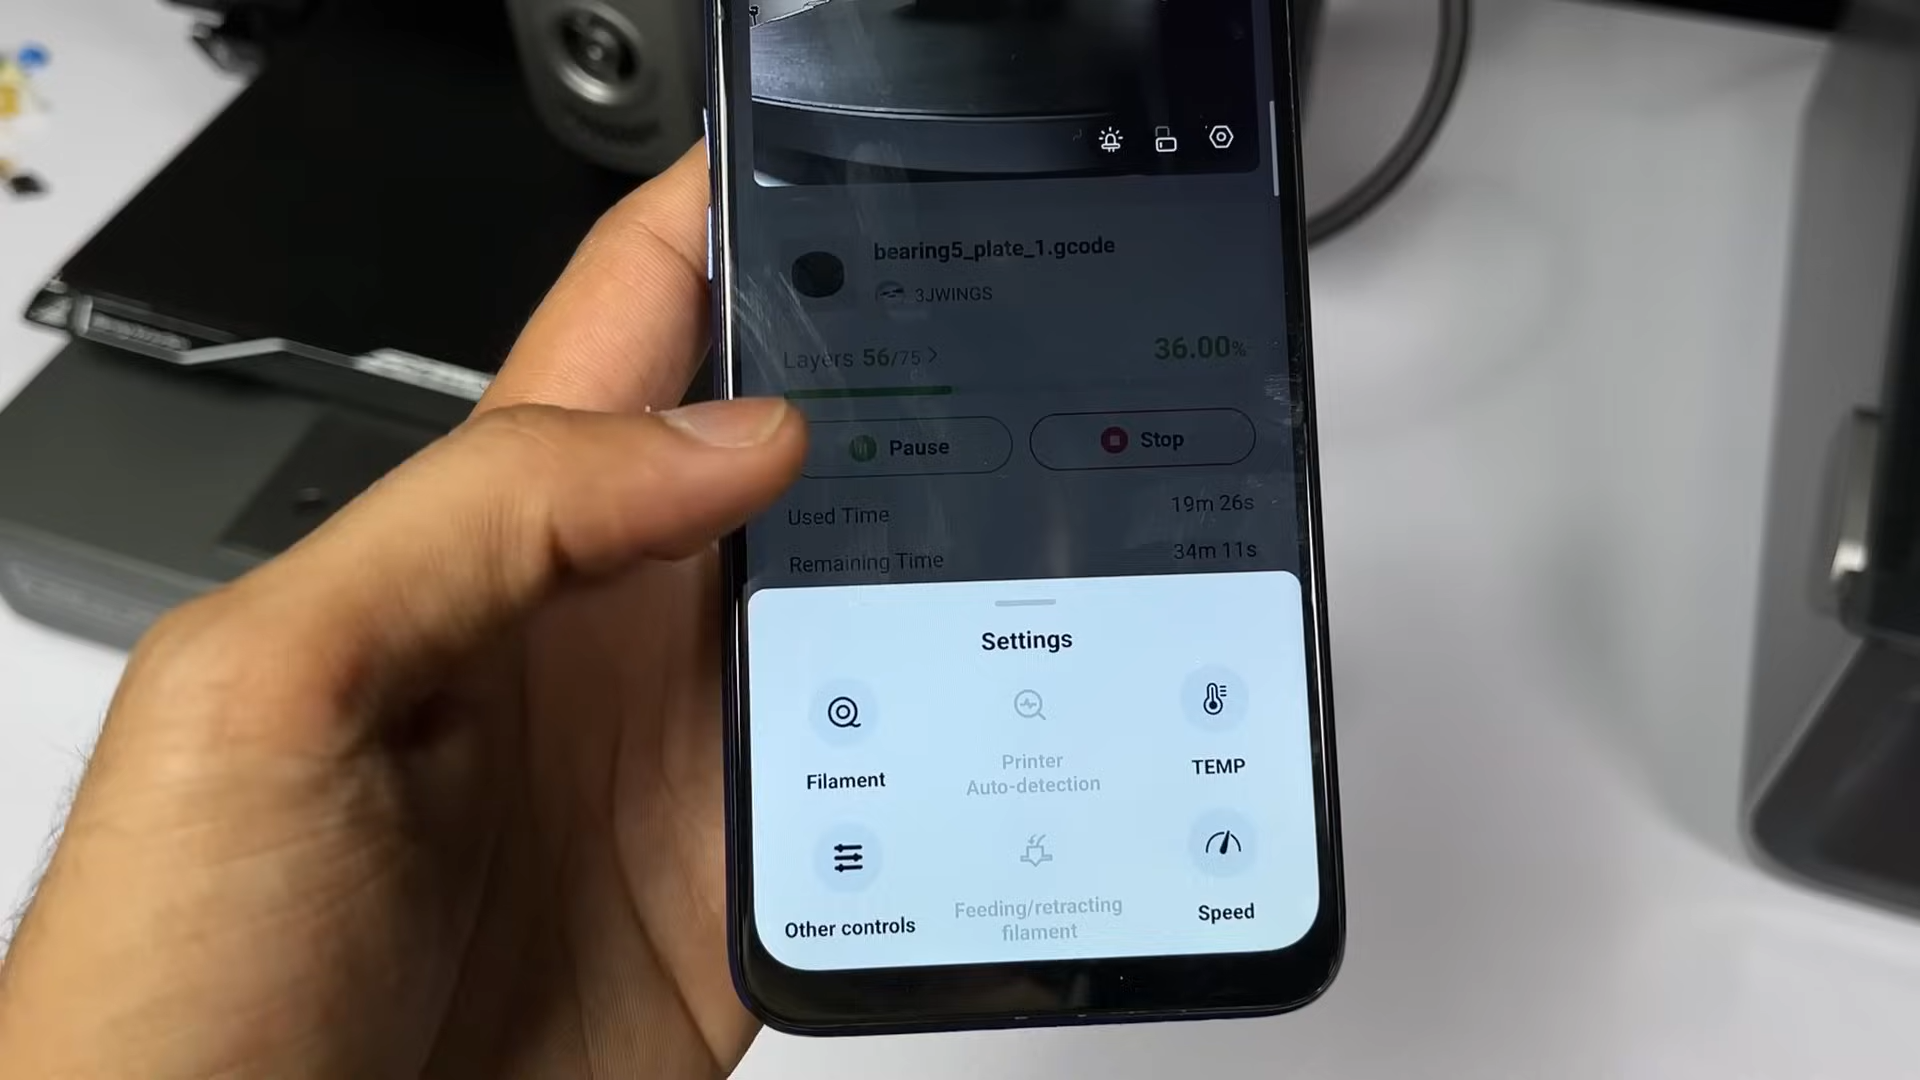 bearing5_plate_1.gcode
3JWINGS
Layers 56/75 >
36.00%
Pause
Stop
Used Time
19m 26s
Remaining Time
34m 11s
Settings
Filament
Printer
Auto-detection
TEMP
Other controls
Feeding/retracting
filament
Speed